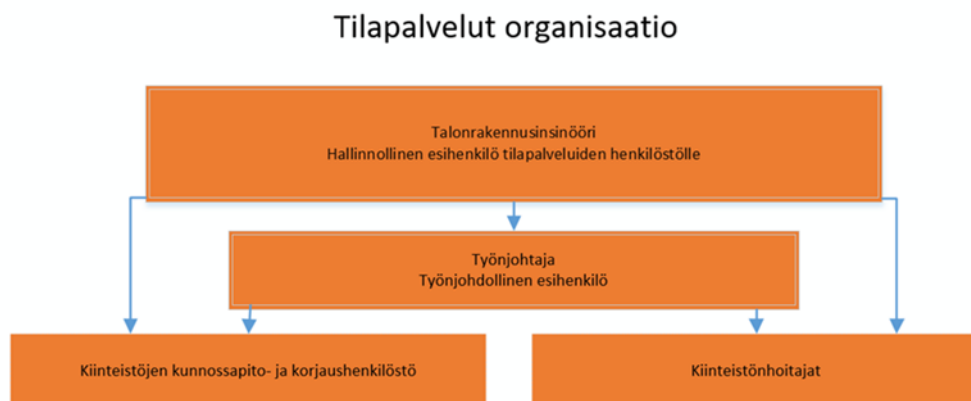 Tilapalvelut organisaatio
Talonrakennusinsinööri
Hallinnollinen esihenkilö tilapalveluiden henkilöstölle
Työnjohtaja
Työnjohdollinen esihenkilö
Kiinteistöjen kunnossapito- ja korjaushenkilöstö
Kiinteistönhoitajat